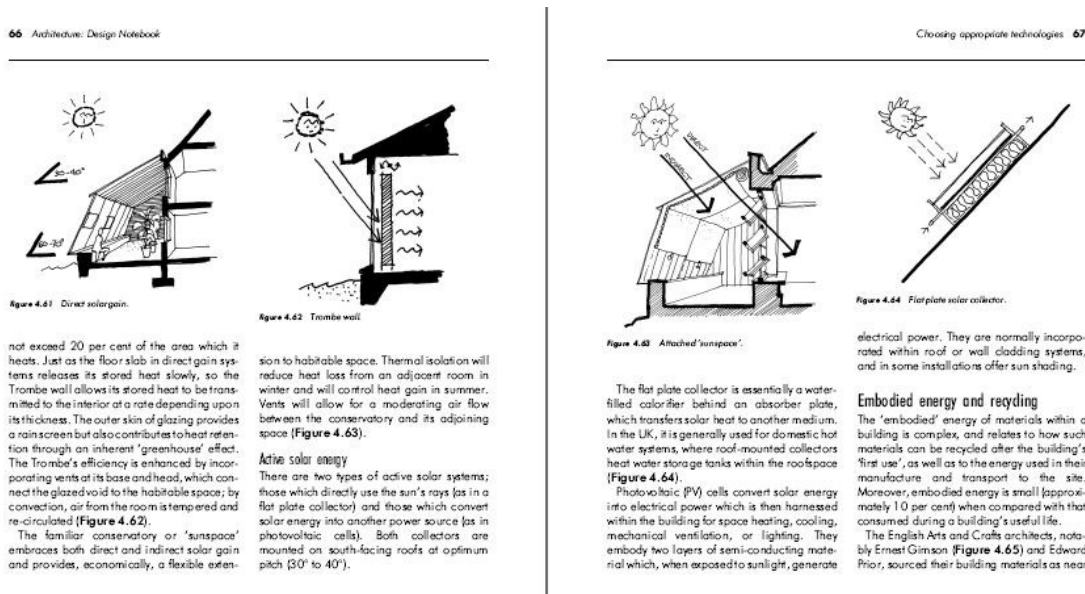 66 Architecture: Design Notebook
30-40°
60-70°
Figure 4.61 Direct solar gain.
Figure 4.62 Trombe wall.
not exceed 20 per cent of the area which it
heats. Just as the floor slab in direct gain sys-
tems releases its stored heat slowly, so the
Trombe wall allows its stored heat to be trans-
mitted to the interior at a rate depending upon
its thickness. The outer skin of glazing provides
a rain screen but also contributes to heat reten-
tion through an inherent 'greenhouse' effect.
The Trombe's efficiency is enhanced by incor-
porating vents at its base and head, which con-
nect the glazed void to the habitable space; by
convection, air from the room is tempered and
re-circulated (Figure 4.62).
The familiar conservatory or 'sunspace'
embraces both direct and indirect solar gain
and provides, economically, a flexible exten-
sion to habitable space. Thermal isolation will
reduce heat loss from an adjacent room in
winter and will control heat gain in summer.
Vents will allow for a moderating air flow
between the conservatory and its adjoining
space (Figure 4.63).
Active solar energy
There are two types of active solar systems;
those which directly use the sun's rays (as in a
flat plate collector) and those which convert
solar energy into another power source (as in
photovoltaic cells). Both collectors are
mounted on south-facing roofs at optimum
pitch (30° to 40°).
Choosing appropriate technologies 67
DIRECT
INDIRECT
Figure 4.63 Attached 'sunspace'.
Figure 4.64 Flat plate solar collector.
The flat plate collector is essentially a water-
filled calorifier behind an absorber plate,
which transfers solar heat to another medium.
In the UK, it is generally used for domestic hot
water systems, where roof-mounted collectors
heat water storage tanks within the roofspace
(Figure 4.64).
Photovoltaic (PV) cells convert solar energy
into electrical power which is then harnessed
within the building for space heating, cooling,
mechanical ventilation, or lighting. They
embody two layers of semi-conducting mate-
rial which, when exposed to sunlight, generate
electrical power. They are normally incorpo-
rated within roof or wall cladding systems,
and in some installations offer sun shading.
Embodied energy and recycling
The 'embodied' energy of materials within a
building is complex, and relates to how such
materials can be recycled after the building's
'first use', as well as to the energy used in their
manufacture and transport to the site.
Moreover, embodied energy is small (approxi-
mately 10 per cent) when compared with that
consumed during a building's useful life.
The English Arts and Crafts architects, nota-
bly Ernest Gimson (Figure 4.65) and Edward
Prior, sourced their building materials as near